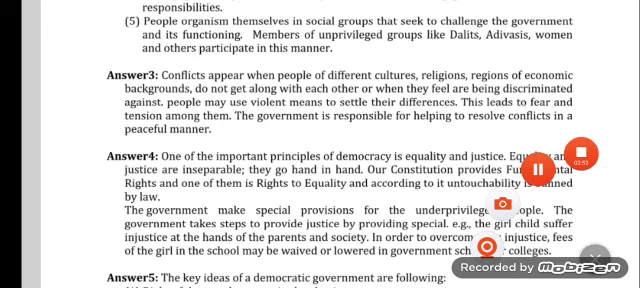 responsibilities.
(5) People organism themselves in social groups that seek to challenge the government
and its functioning. Members of unprivileged groups like Dalits, Adivasis, women
and others participate in this manner.
Answer3: Conflicts appear when people of different cultures, religions, regions of economic
backgrounds, do not get along with each other or when they feel are being discriminated
against. people may use violent means to settle their differences. This leads to fear and
tension among them. The government is responsible for helping to resolve conflicts in a
peaceful manner.
Answer4: One of the important principles of democracy is equality and justice. and
justice are inseparable; they go hand in hand. Our Constitution provides
Rights and one of them is Rights to Equality and according to it untouchability is
by law.
The government make special provisions for the The
government takes steps to provide justice by providing special. e.g., the girl child suffer
injustice at the hands of the parents and society. In order to injustice, fees
of the girl in the school may be waived or lowered in government colleges.
Answer5: The key ideas of a democratic government are following:
02:52
Recorded by mobizen